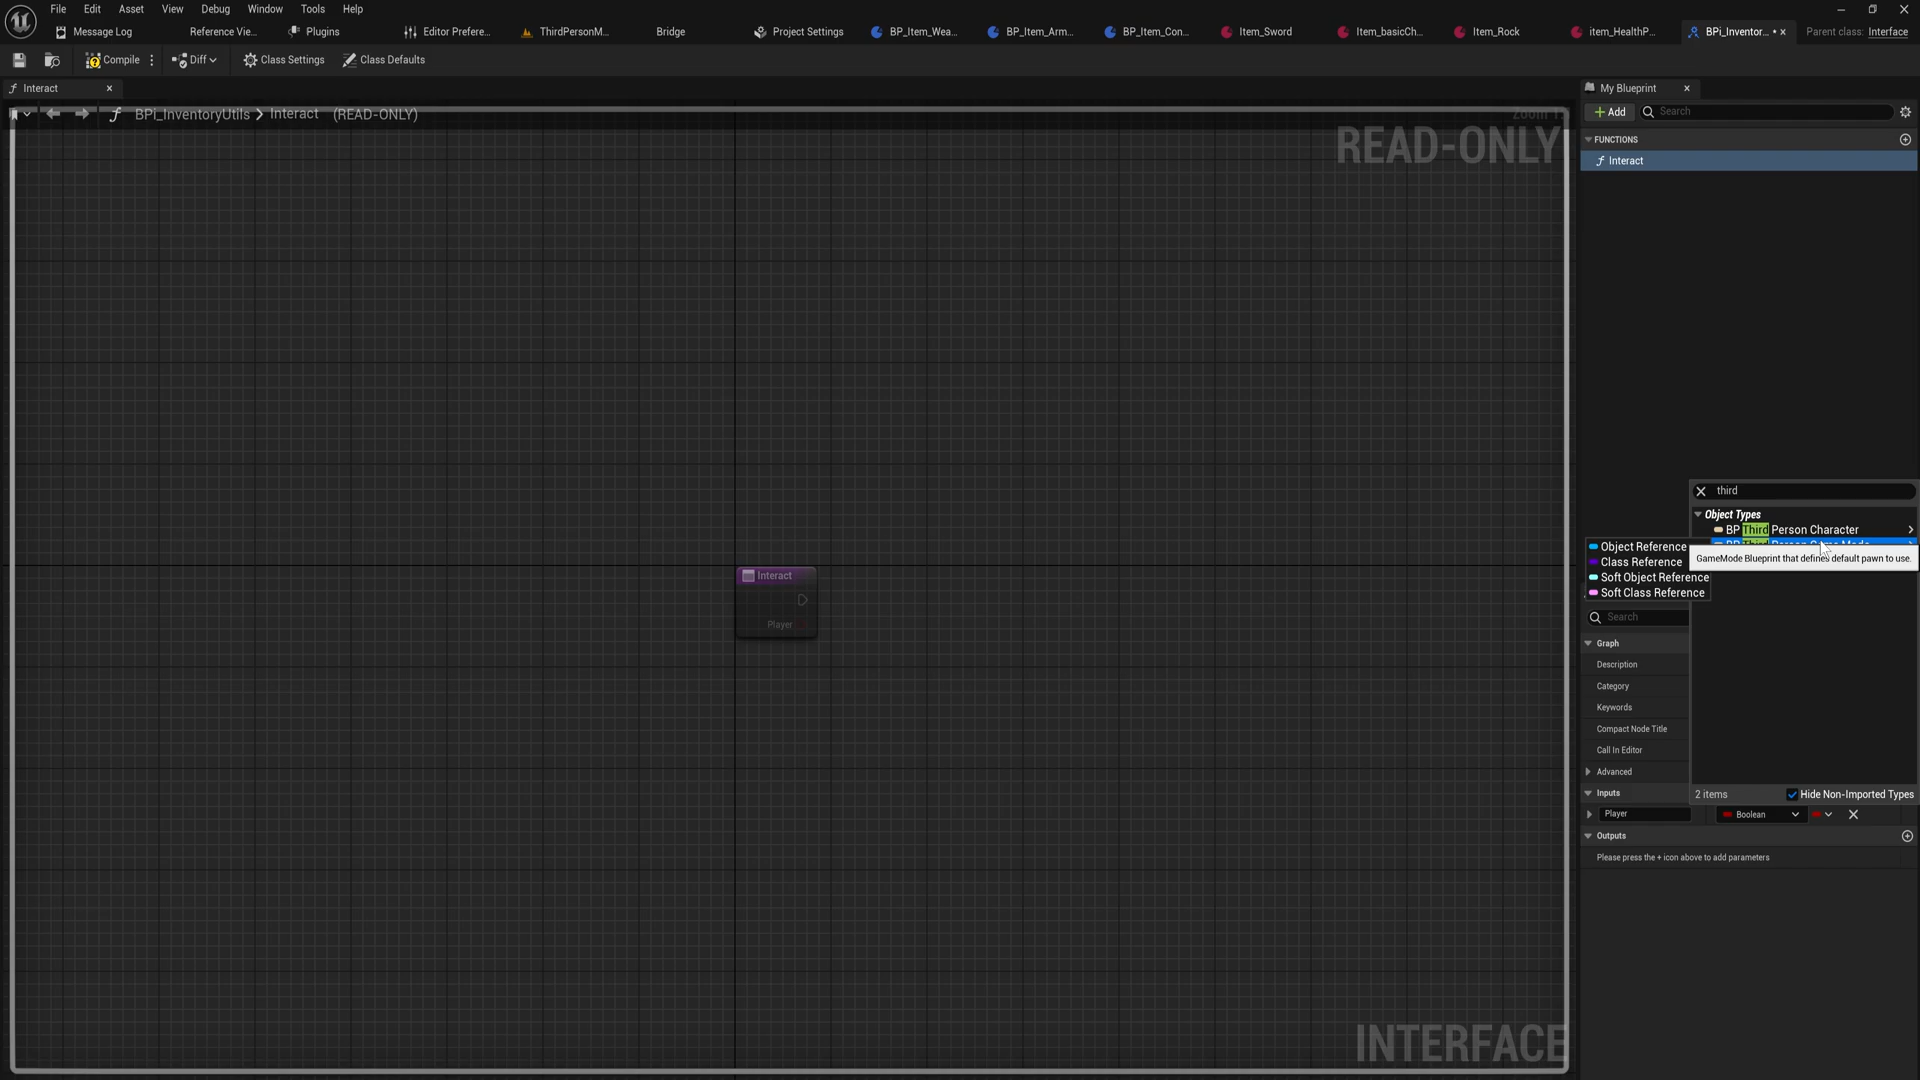 File Edit Asset View Debug Window Tools Help
Message Log Reference Vie... Plugins Editor Prefere... ThirdPersonM... Bridge Project Settings BP_Item_Wea... BP_Item_Arm... BP_Item_Con... Item_Sword Item_basicCh... Item_Rock item_HealthP... BPi_Inventor... Parent class: Interface
Compile Diff Class Settings Class Defaults
Interact
BPi_InventoryUtils > Interact (READ-ONLY)
READ-ONLY
Interact
Player
INTERFACE
My Blueprint
+ Add Search
FUNCTIONS
Interact
third
Object Types
BP Third Person Character
Object Reference
Class Reference
Soft Object Reference
Soft Class Reference
GameMode Blueprint that defines default pawn to use.
Search
Graph
Description
Category
Keywords
Compact Node Title
Call In Editor
Advanced
2 items Hide Non-Imported Types
Inputs
Player Boolean
Outputs
Please press the + icon above to add parameters